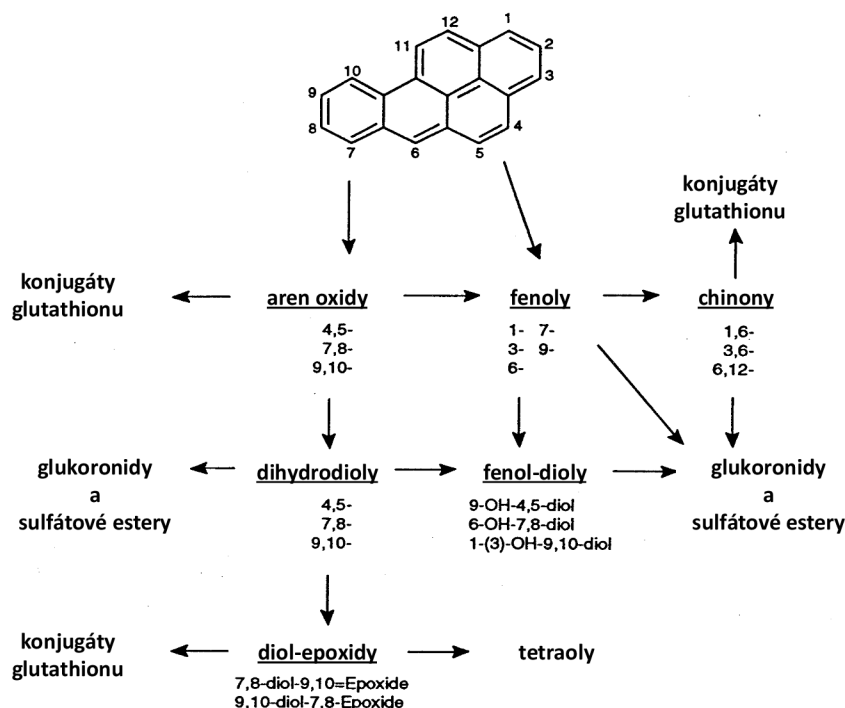 12 1
11 2
10 3
9
8 4
7 6 5
konjugáty
glutathionu
konjugáty
glutathionu
aren oxidy
fenoly
chinony
4,5-
7,8-
9,10-
1- 7-
3- 9-
6-
1,6-
3,6-
6,12-
glukoronidy
a
sulfátové estery
dihydrodioly
fenol-dioly
glukoronidy
a
sulfátové estery
4,5-
7,8-
9,10-
9-OH-4,5-diol
6-OH-7,8-diol
1-(3)-OH-9,10-diol
konjugáty
glutathionu
diol-epoxidy
tetraoly
7,8-diol-9,10=Epoxide
9,10-diol-7,8-Epoxide